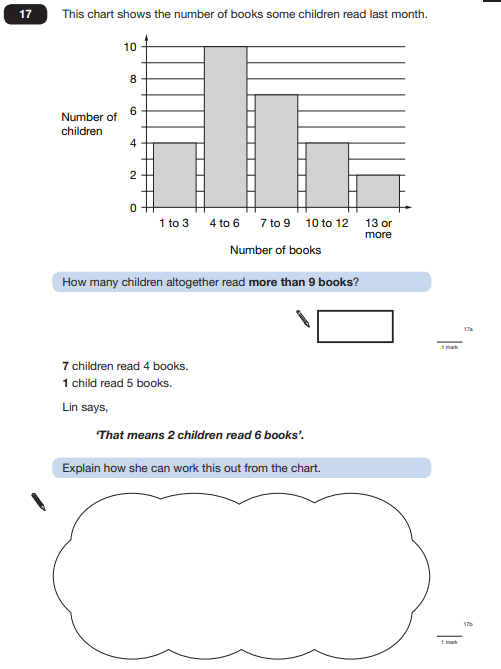 17
This chart shows the number of books some children read last month.
10
8
6
4
2
0
Number of
children
1 to 3
4 to 6
7 to 9
10 to 12
13 or
more
Number of books
How many children altogether read more than 9 books?
17a
1 mark
7 children read 4 books.
1 child read 5 books.
Lin says,
‘That means 2 children read 6 books’.
Explain how she can work this out from the chart.
17b
1 mark